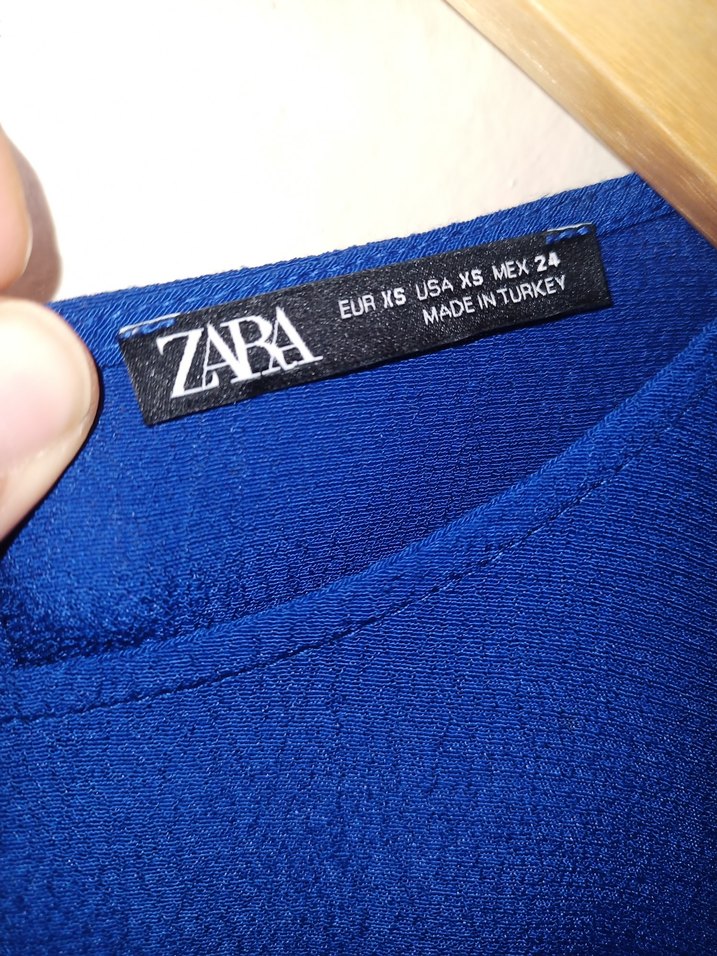 ZARA
EUR XS USA XS MEX 24
MADE IN TURKEY